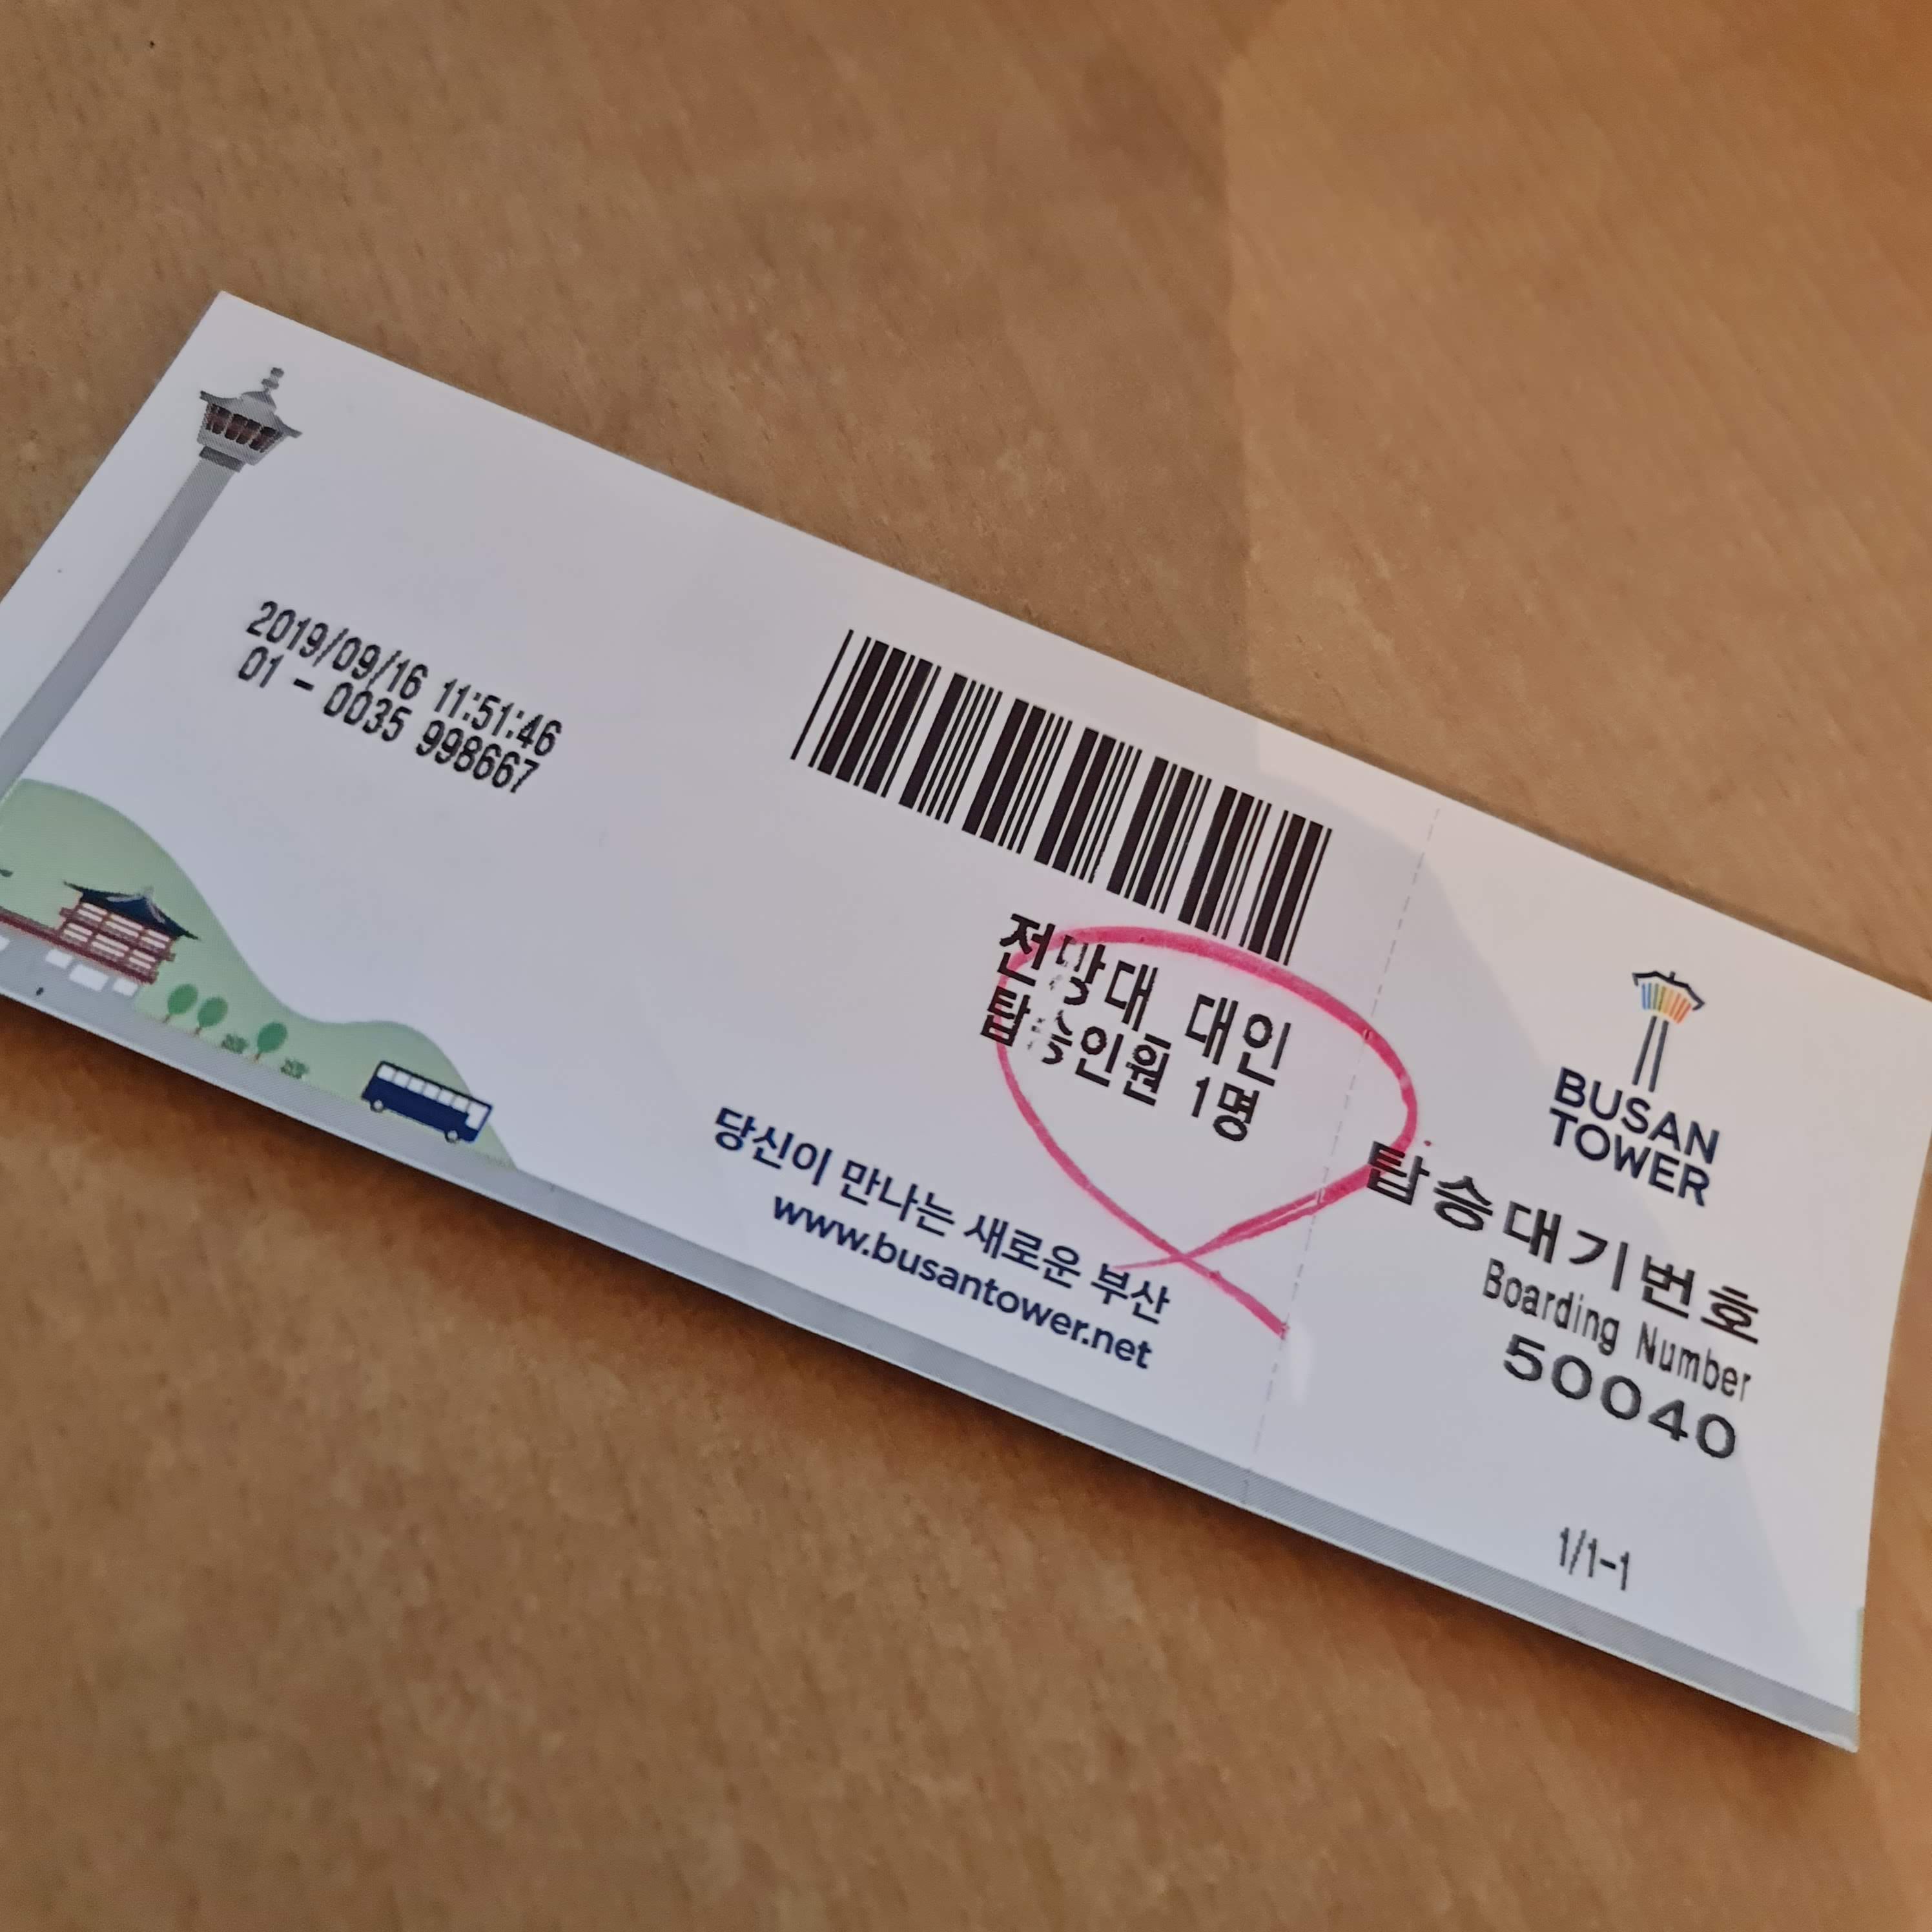 2019/09/16 11:51:46
01 - 0035 998667
전망대_대인
탑승인원 1명
당신이 만나는 새로운 부산
www.busantower.net
BUSAN
TOWER
탑승대기번호
Boarding Number
50040
1/1-1